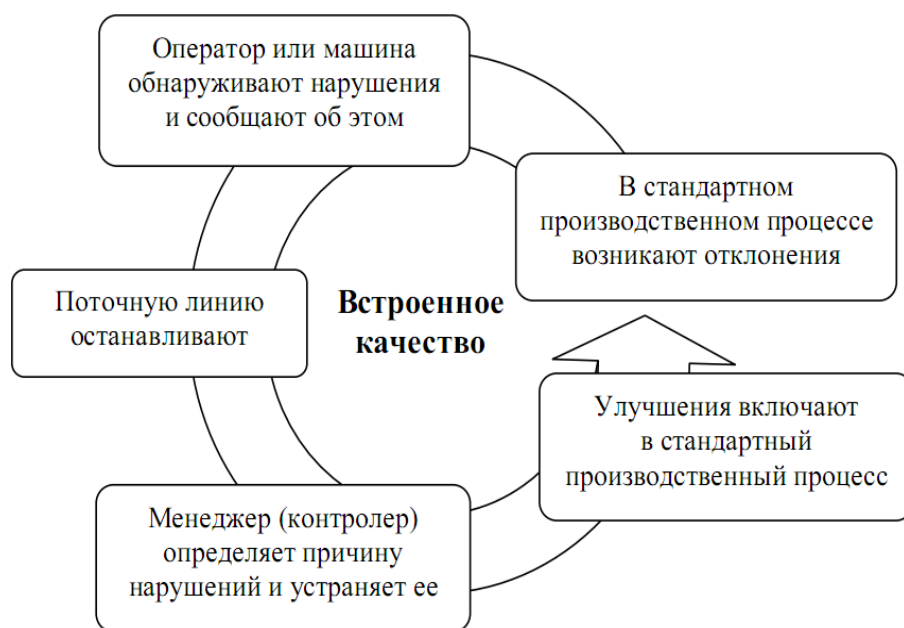 Оператор или машина
обнаруживают нарушения
и сообщают об этом
В стандартном
производственном процессе
возникают отклонения
Поточную линию
останавливают
Встроенное
качество
Улучшения включают
в стандартный
производственный процесс
Менеджер (контролер)
определяет причину
нарушений и устраняет ее